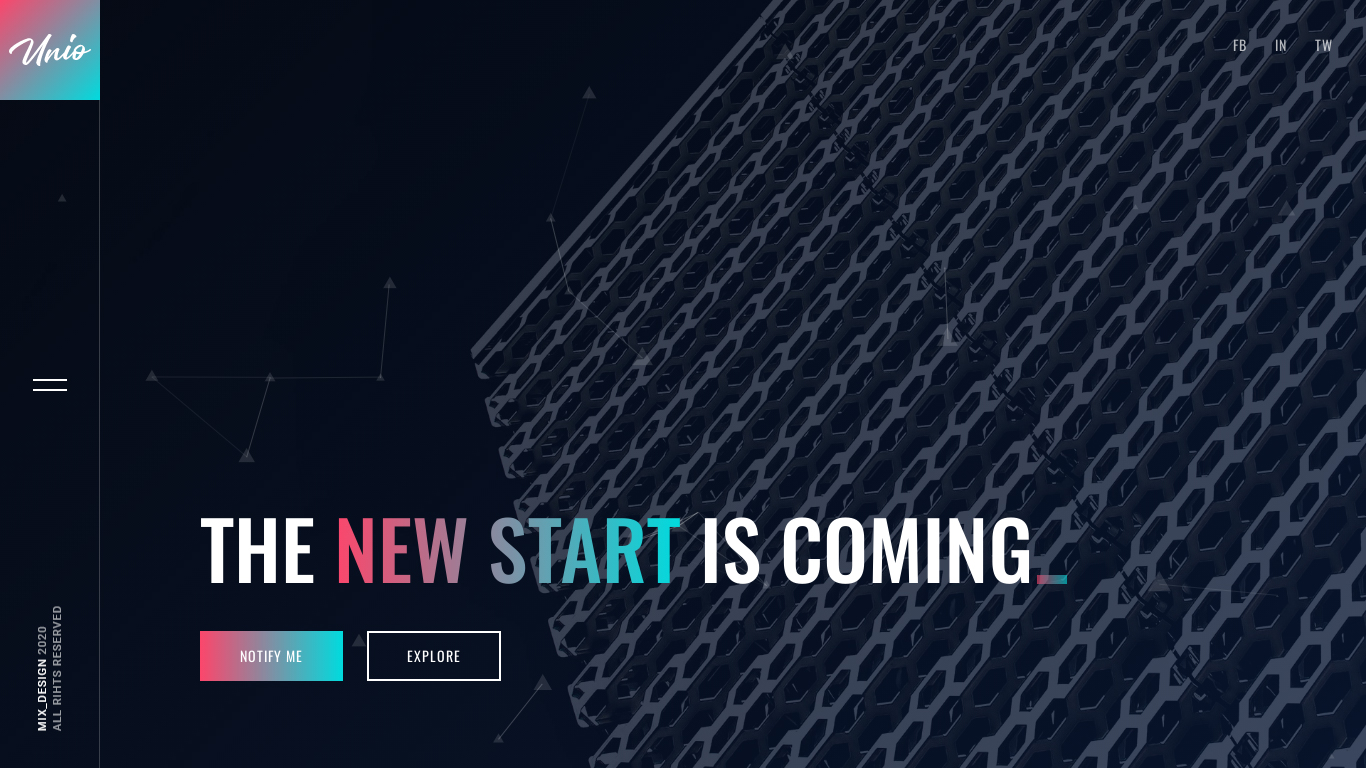 Unio
FB IN TW
THE NEW START IS COMING_
NOTIFY ME
EXPLORE
MIX_DESIGN 2020
ALL RIHTS RESERVED